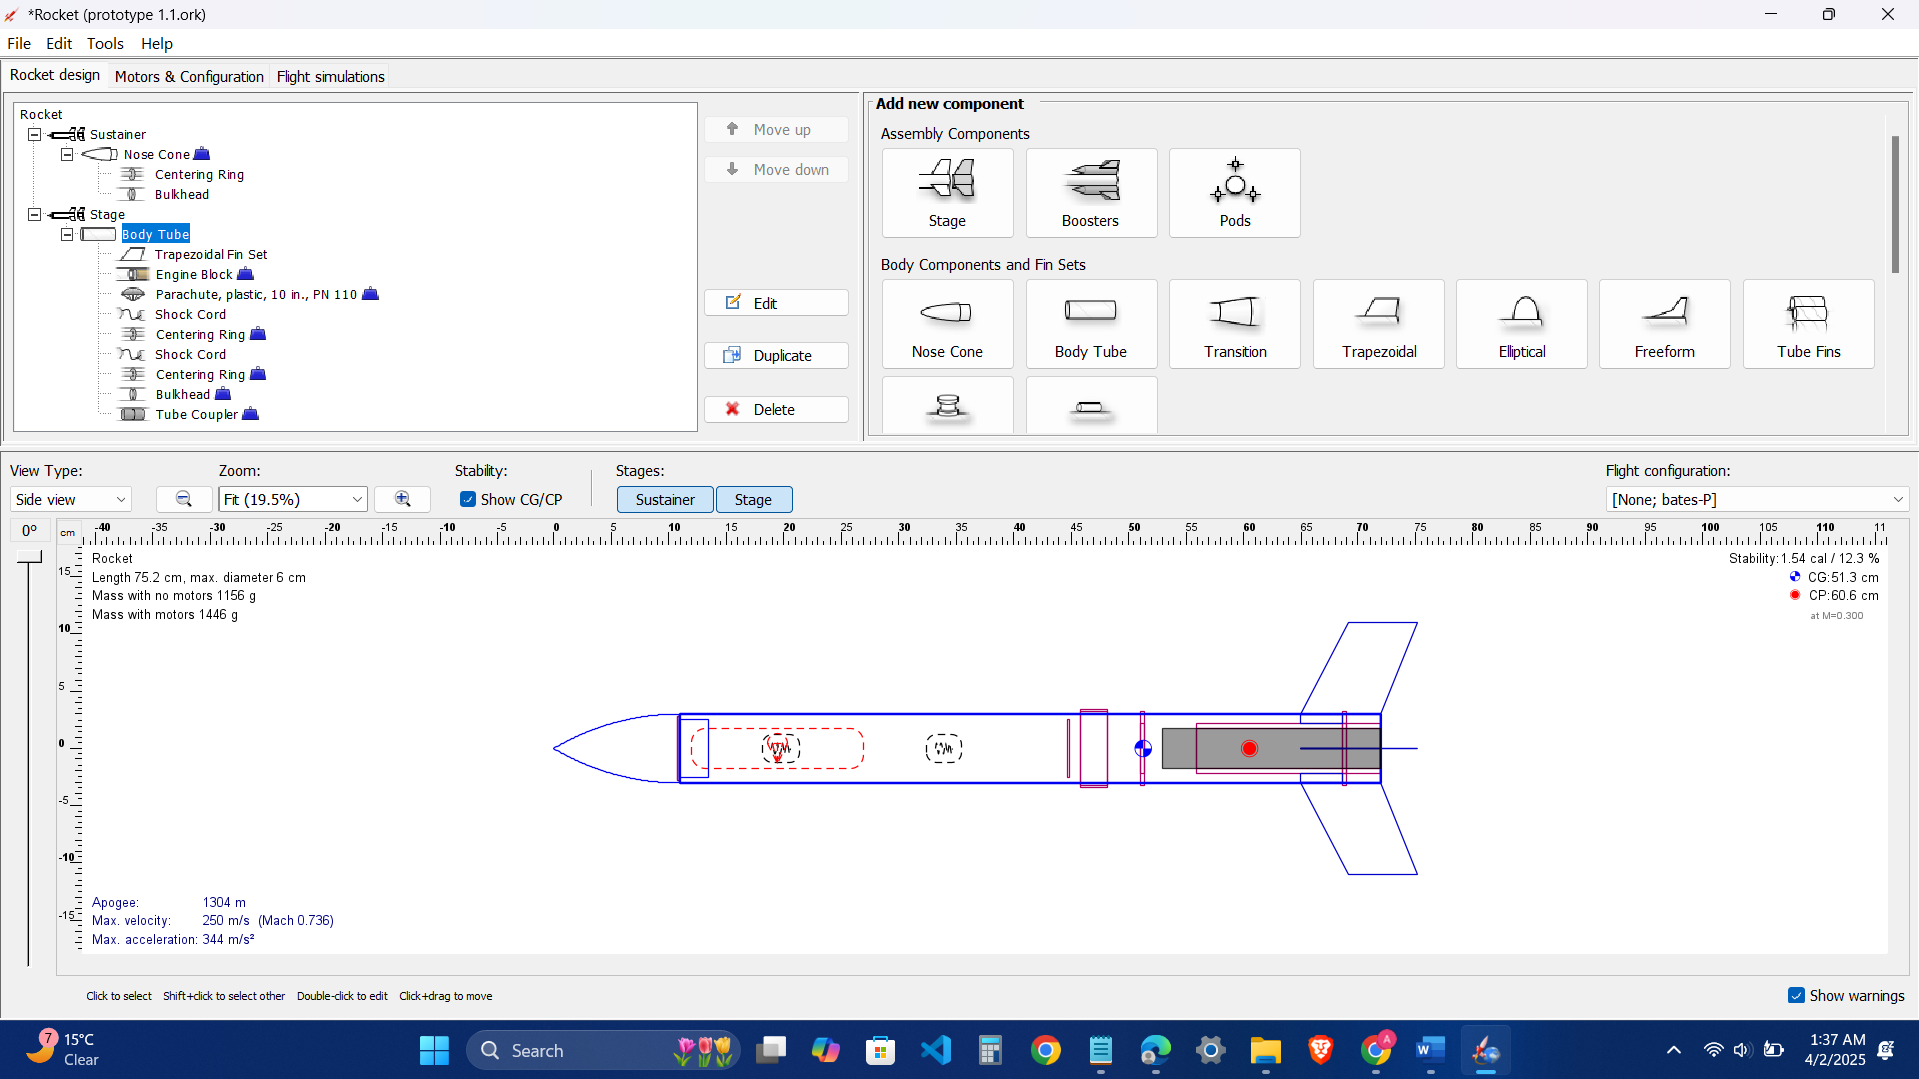 *Rocket (prototype 1.1.ork)
File Edit Tools Help
Rocket design Motors & Configuration Flight simulations
Rocket
Sustainer
Nose Cone
Centering Ring
Bulkhead
Stage
Body Tube
Trapezoidal Fin Set
Engine Block
Parachute, plastic, 10 in., PN 110
Shock Cord
Centering Ring
Shock Cord
Centering Ring
Bulkhead
Tube Coupler
Move up
Move down
Edit
Duplicate
Delete
Add new component
Assembly Components
Stage Boosters Pods
Body Components and Fin Sets
Nose Cone Body Tube Transition Trapezoidal Elliptical Freeform Tube Fins
View Type: Zoom: Stability: Stages: Flight configuration:
Side view Fit (19.5%) Show CG/CP Sustainer Stage [None; bates-P]
0° cm -40 -35 -30 -25 -20 -15 -10 -5 0 5 10 15 20 25 30 35 40 45 50 55 60 65 70 75 80 85 90 95 100 105 110 11
15
10
5
0
-5
-10
-15
Rocket
Length 75.2 cm, max. diameter 6 cm
Mass with no motors 1156 g
Mass with motors 1446 g
Stability: 1.54 cal / 12.3 %
CG: 51.3 cm
CP: 60.6 cm
at M=0.300
Apogee: 1304 m
Max. velocity: 250 m/s (Mach 0.736)
Max. acceleration: 344 m/s²
Click to select Shift+click to select other Double-click to edit Click+drag to move Show warnings
7 15°C
Clear
Search
A
W
1:37 AM
4/2/2025